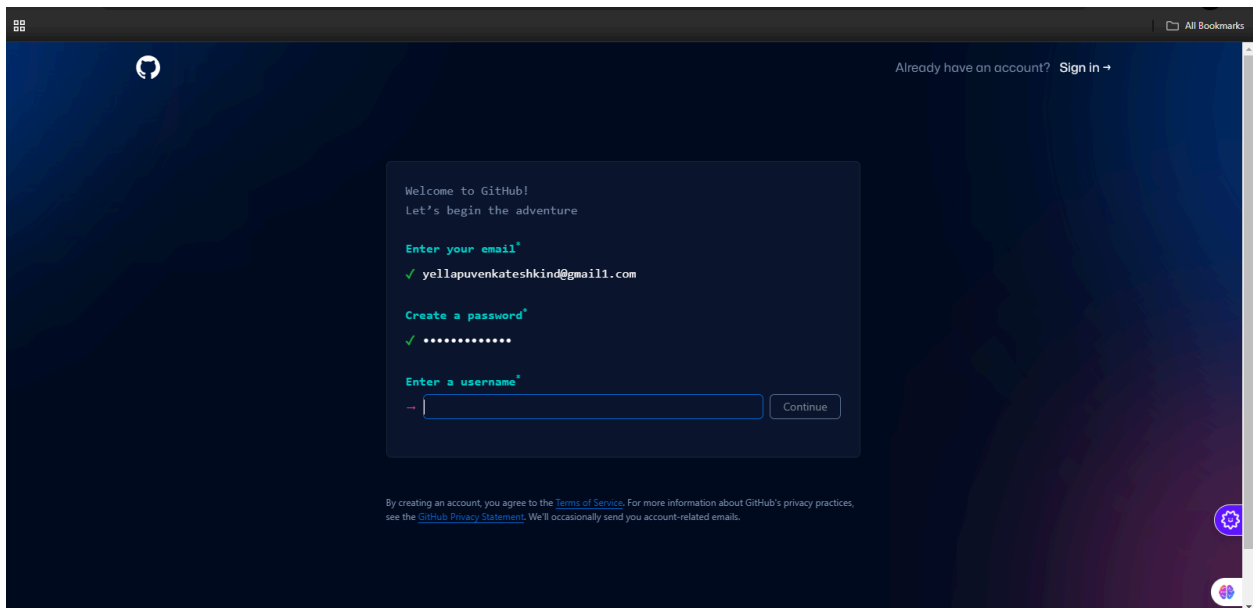 All Bookmarks
Already have an account? Sign in →
Welcome to GitHub!
Let's begin the adventure
Enter your email*
✓ yellapuvenkateshkind@gmail1.com
Create a password*
✓ •••••••••••••
Enter a username*
→ Continue
By creating an account, you agree to the Terms of Service. For more information about GitHub's privacy practices,
see the GitHub Privacy Statement. We'll occasionally send you account-related emails.